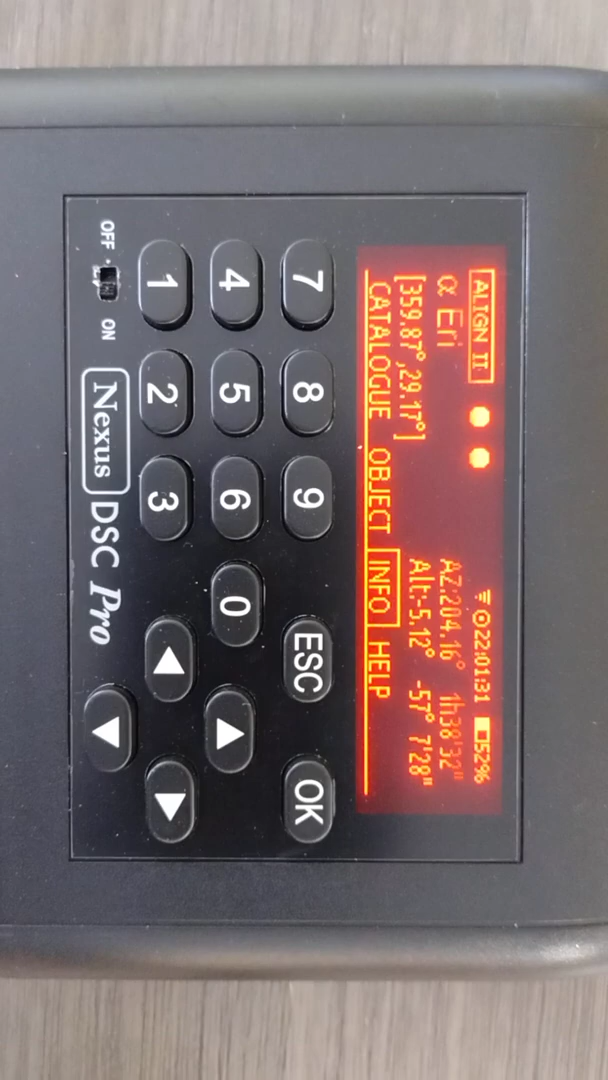 ALIGN II 22:01:31 52%
α Eri AZ:204.16° 1h38'32"
[359.87°,29.17°] Alt:-5.12° -57° 7'28"
CATALOGUE OBJECT INFO HELP
7 8 9 ESC OK
4 5 6 0
1 2 3
OFF ON
Nexus DSC Pro